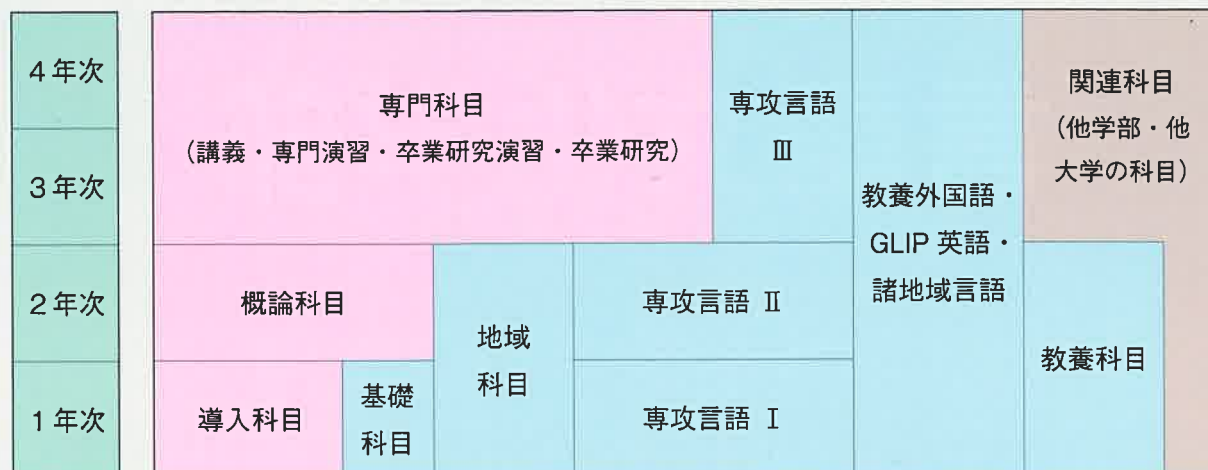 4年次
3年次
2年次
1年次
専門科目
（講義・専門演習・卒業研究演習・卒業研究）
専攻言語
Ⅲ
教養外国語・
GLIP 英語・
諸地域言語
関連科目
（他学部・他
大学の科目）
概論科目
地域
科目
専攻言語 Ⅱ
教養科目
導入科目
基礎
科目
専攻言語 Ⅰ